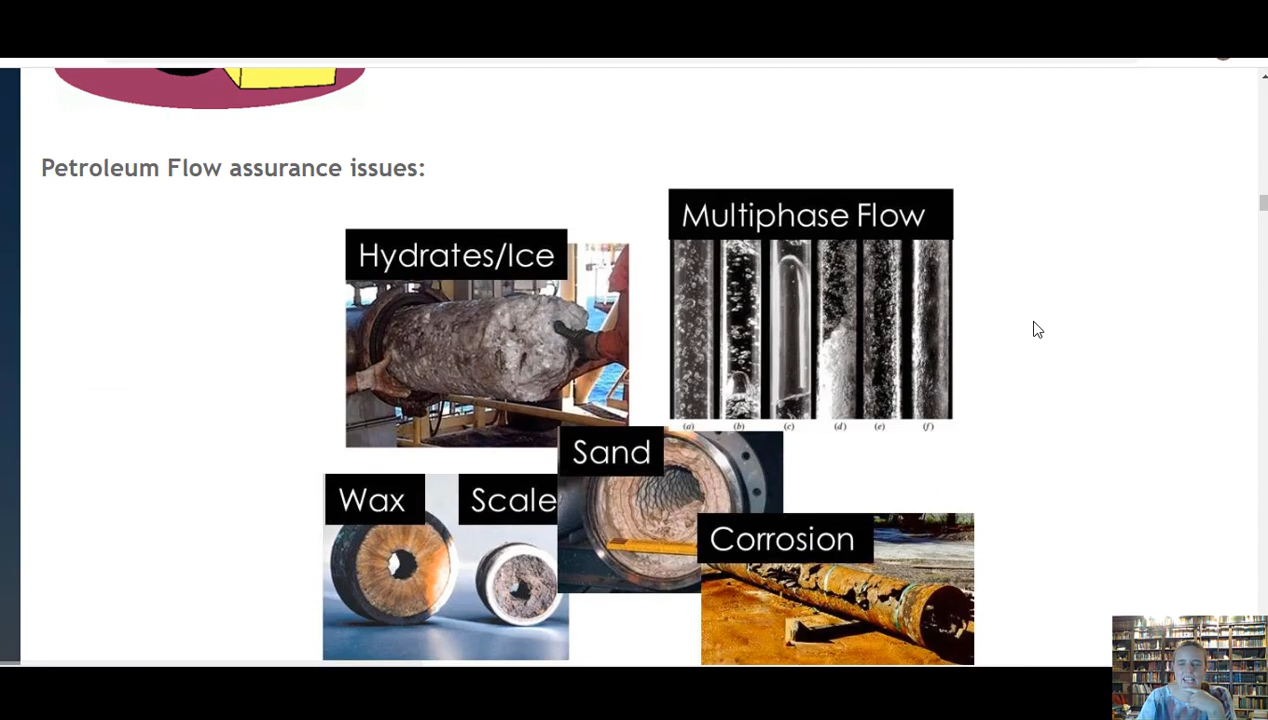 Petroleum Flow assurance issues:
Multiphase Flow
Hydrates/Ice
(a) (b) (c) (d) (e) (f)
Sand
Wax
Scale
Corrosion